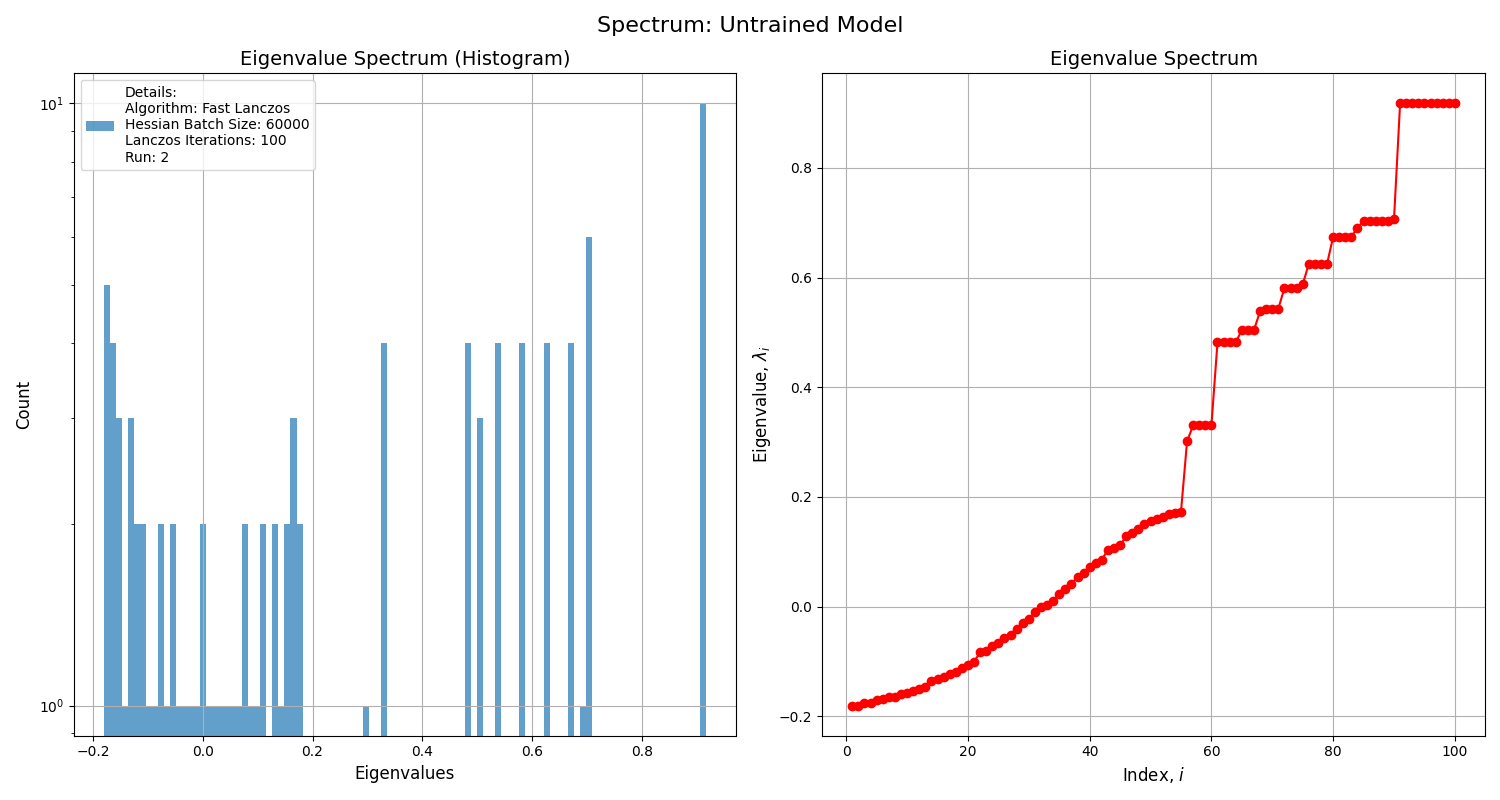 Spectrum: Untrained Model
Eigenvalue Spectrum (Histogram)
Details:
Algorithm: Fast Lanczos
Hessian Batch Size: 60000
Lanczos Iterations: 100
Run: 2
10¹
10⁰
Count
−0.2 0.0 0.2 0.4 0.6 0.8
Eigenvalues
Eigenvalue Spectrum
0.8
0.6
0.4
0.2
0.0
−0.2
Eigenvalue, λᵢ
0 20 40 60 80 100
Index, i